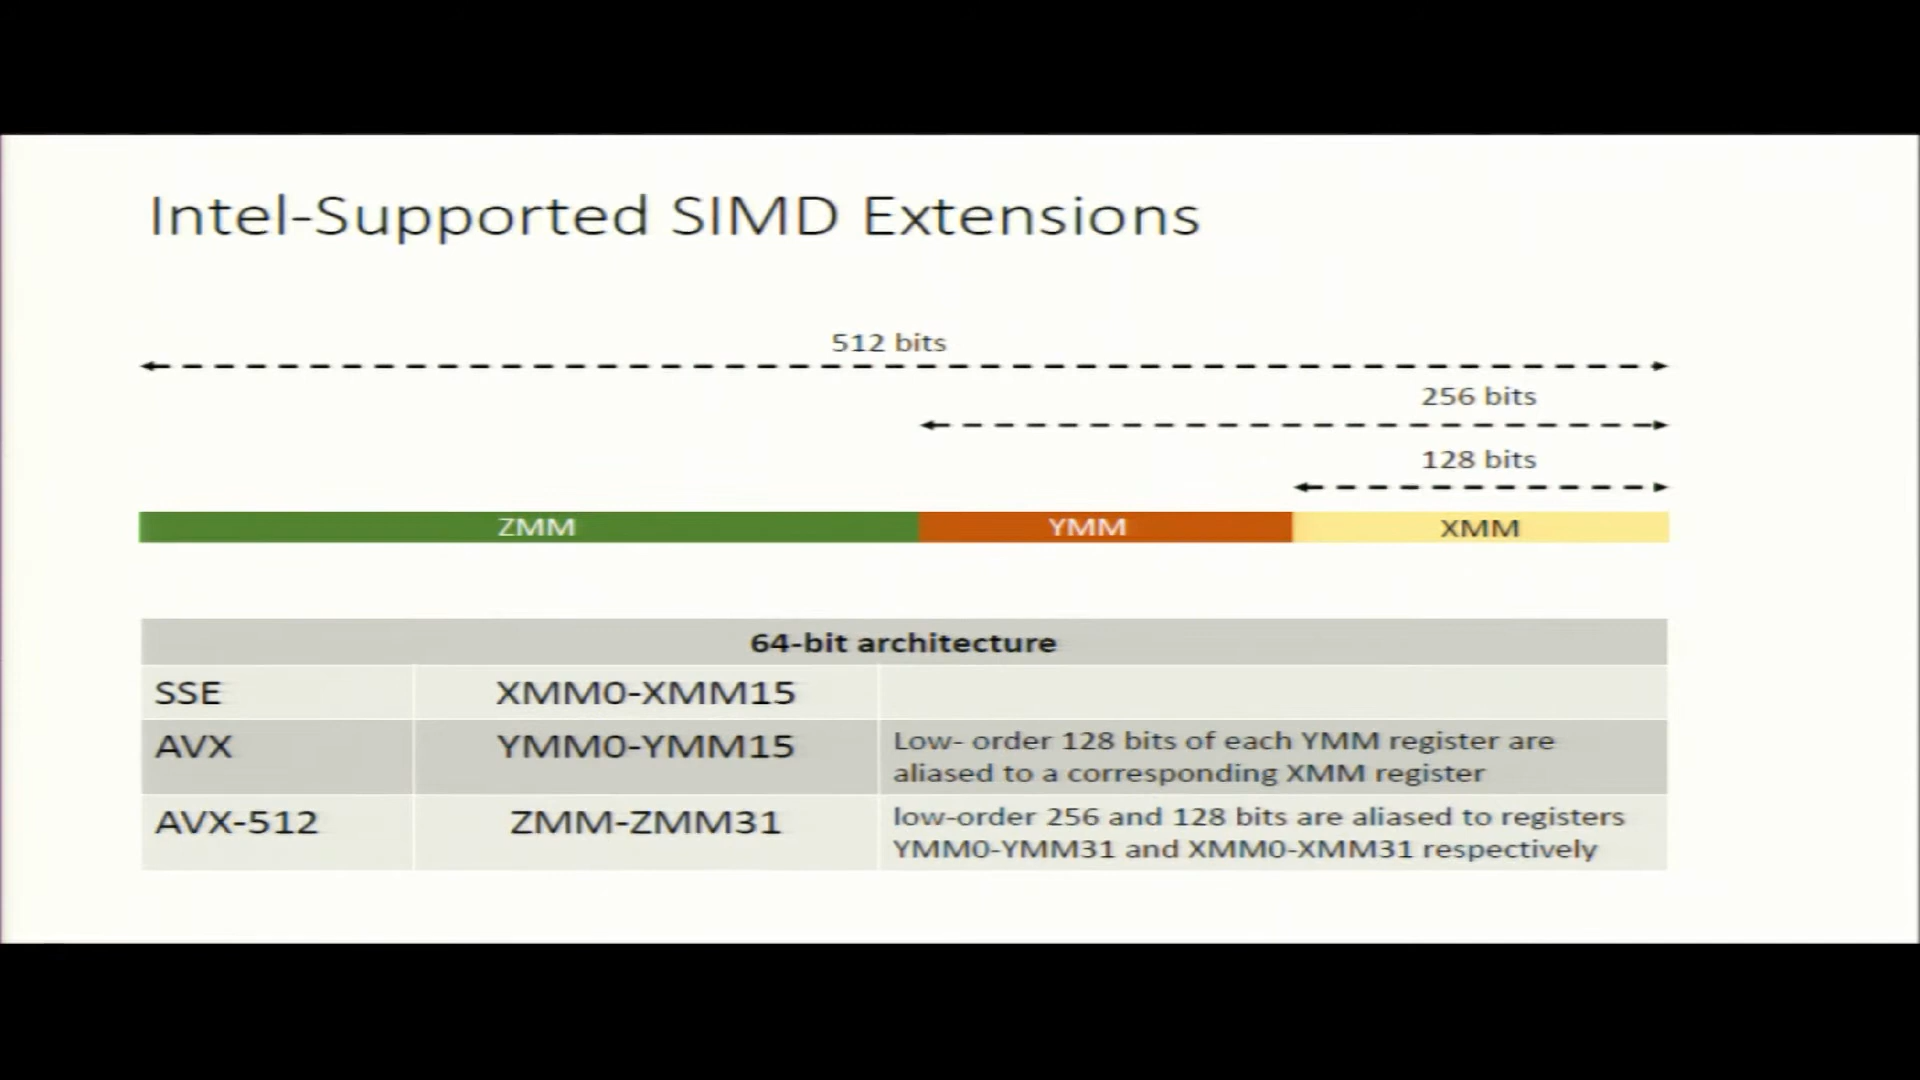 Intel-Supported SIMD Extensions
512 bits
256 bits
128 bits
ZMM YMM XMM
64-bit architecture
SSE XMM0-XMM15
AVX YMM0-YMM15 Low- order 128 bits of each YMM register are
aliased to a corresponding XMM register
AVX-512 ZMM-ZMM31 low-order 256 and 128 bits are aliased to registers
YMM0-YMM31 and XMM0-XMM31 respectively